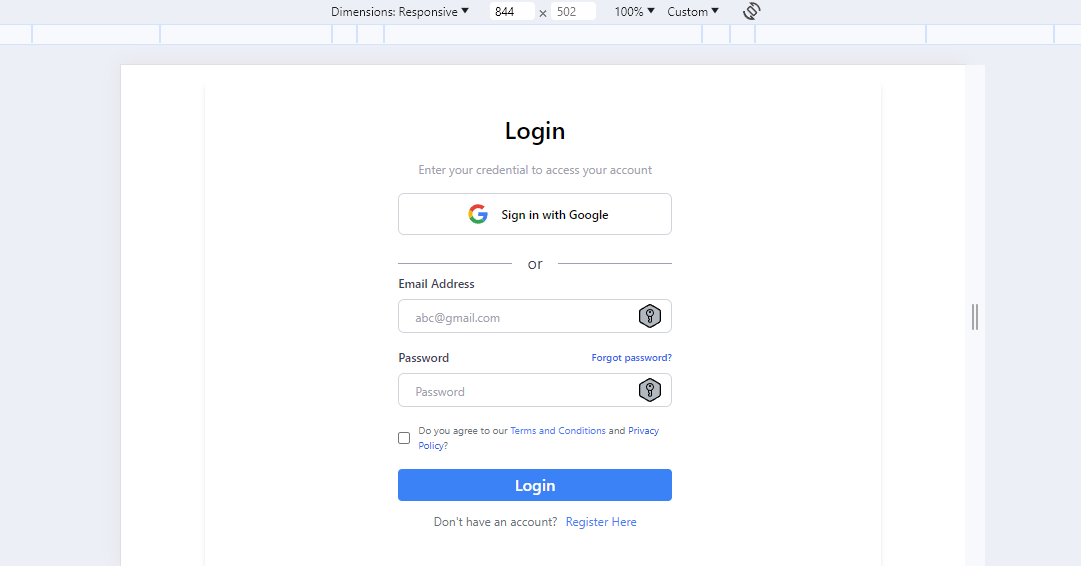 Dimensions: Responsive 844 × 502 100% Custom
Login
Enter your credential to access your account
Sign in with Google
or
Email Address
abc@gmail.com
Password Forgot password?
Password
Do you agree to our Terms and Conditions and Privacy
Policy?
Login
Don't have an account? Register Here